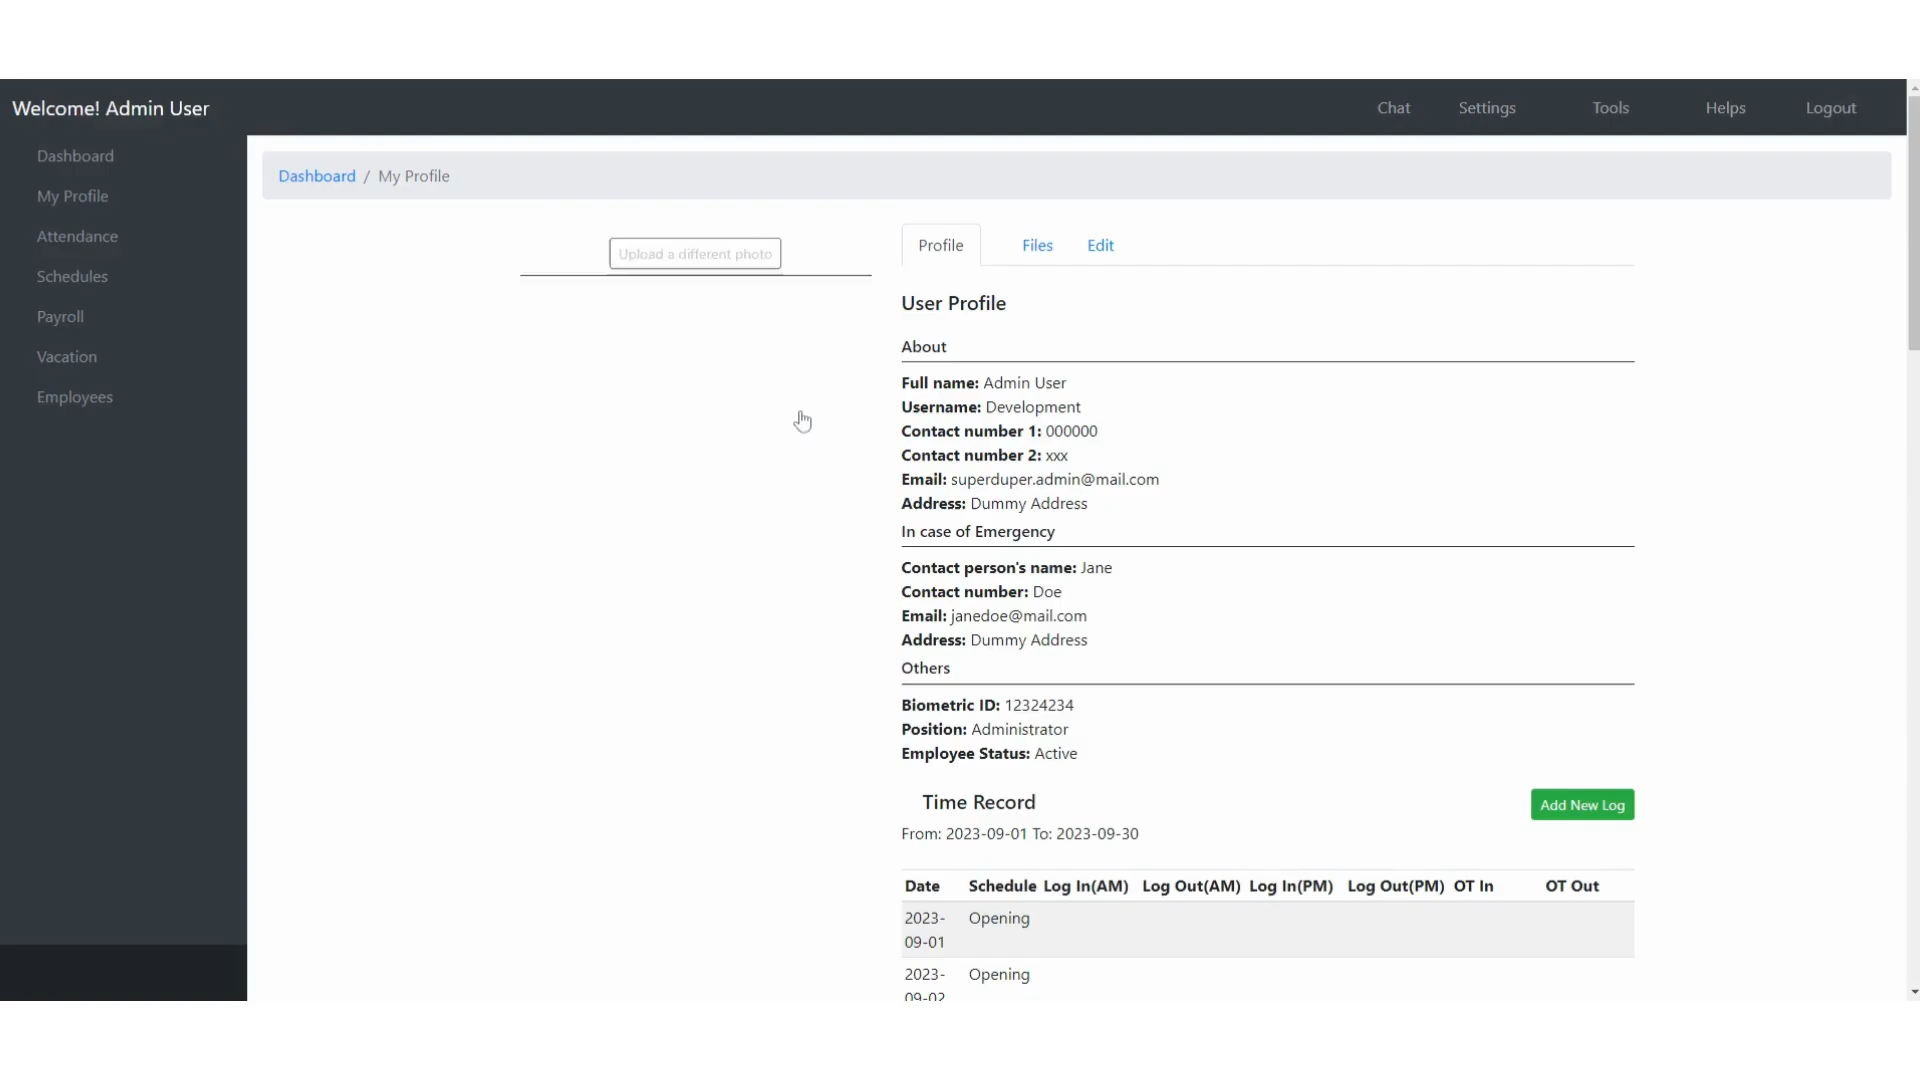 Welcome! Admin User
Chat Settings Tools Helps Logout
Dashboard
My Profile
Attendance
Schedules
Payroll
Vacation
Employees
Dashboard / My Profile
Upload a different photo
Profile Files Edit
User Profile
About
Full name: Admin User
Username: Development
Contact number 1: 000000
Contact number 2: xxx
Email: superduper.admin@mail.com
Address: Dummy Address
In case of Emergency
Contact person's name: Jane
Contact number: Doe
Email: janedoe@mail.com
Address: Dummy Address
Others
Biometric ID: 12324234
Position: Administrator
Employee Status: Active
Time Record
Add New Log
From: 2023-09-01 To: 2023-09-30
Date Schedule Log In(AM) Log Out(AM) Log In(PM) Log Out(PM) OT In OT Out
2023- Opening
09-01
2023- Opening
09-02